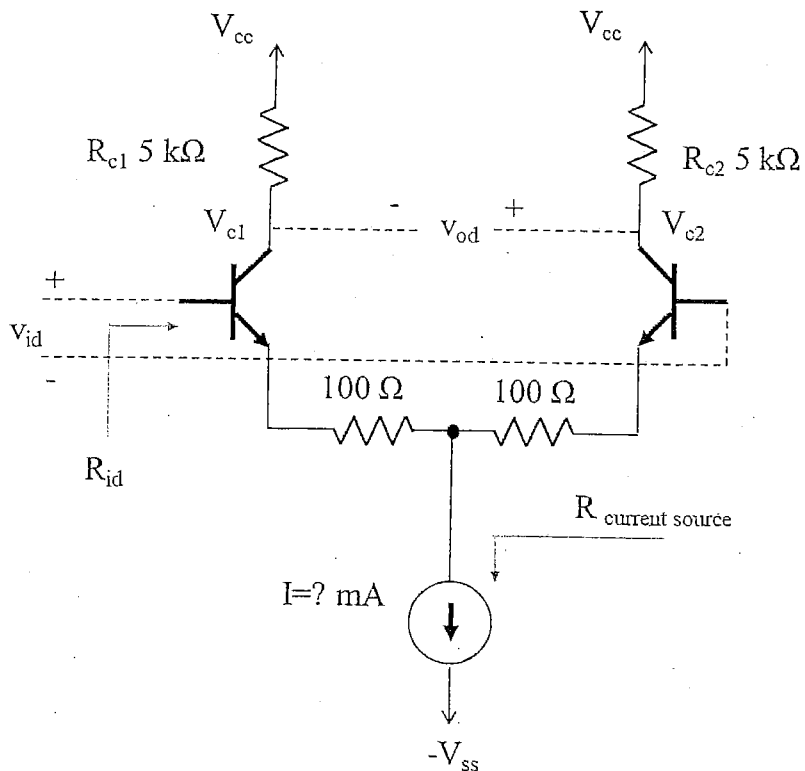 Vcc
Vcc
Rc1 5 kΩ
Rc2 5 kΩ
Vc1
-
vod
+
Vc2
+
vid
-
100 Ω
100 Ω
Rid
R current source
I=? mA
-Vss